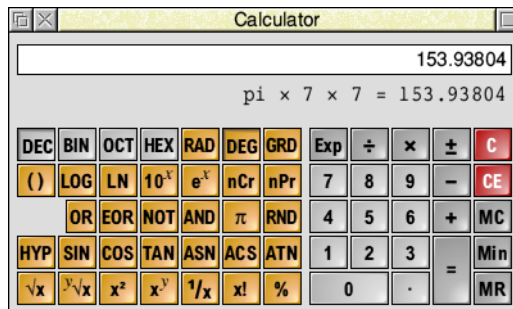 Calculator
153.93804
pi × 7 × 7 = 153.93804
DEC BIN OCT HEX RAD DEG GRD Exp ÷ × ± C
() LOG LN 10ˣ eˣ nCr nPr 7 8 9 − CE
OR EOR NOT AND π RND 4 5 6 + MC
HYP SIN COS TAN ASN ACS ATN 1 2 3 = Min
√x ʸ√x x² xʸ ¹/x x! % 0 · MR